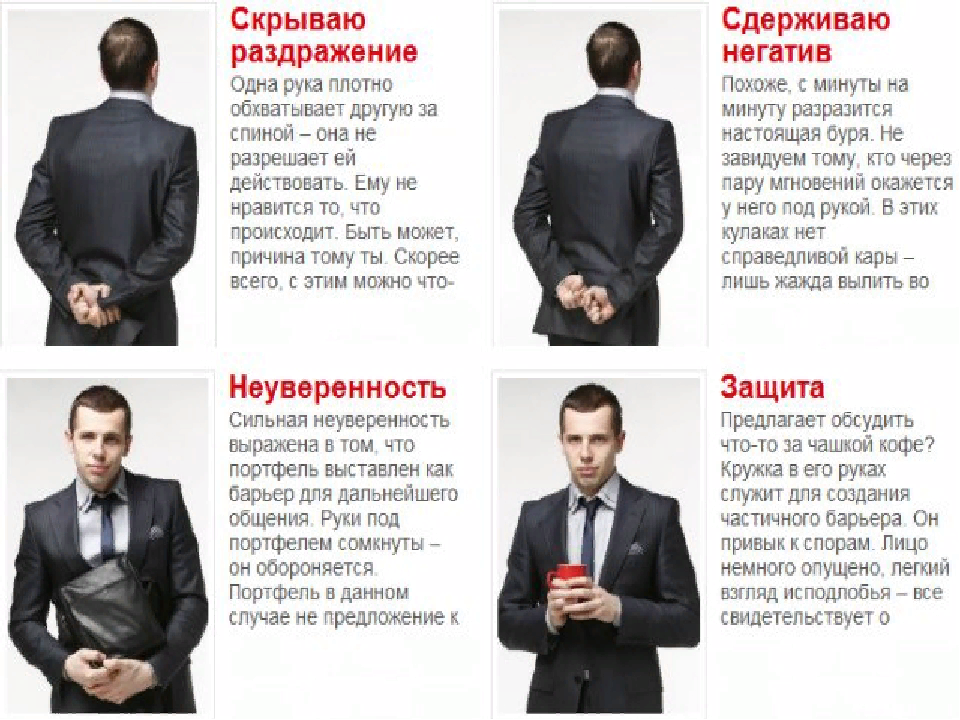 Скрываю
раздражение
Одна рука плотно
обхватывает другую за
спиной – она не
разрешает ей
действовать. Ему не
нравится то, что
происходит. Быть может,
причина тому ты. Скорее
всего, с этим можно что-
Сдерживаю
негатив
Похоже, с минуты на
минуту разразится
настоящая буря. Не
завидуем тому, кто через
пару мгновений окажется
у него под рукой. В этих
кулаках нет
справедливой кары –
лишь жажда вылить во
Неуверенность
Сильная неуверенность
выражена в том, что
портфель выставлен как
барьер для дальнейшего
общения. Руки под
портфелем сомкнуты –
он обороняется.
Портфель в данном
случае не предложение к
Защита
Предлагает обсудить
что-то за чашкой кофе?
Кружка в его руках
служит для создания
частичного барьера. Он
привык к спорам. Лицо
немного опущено, легкий
взгляд исподлобья – все
свидетельствует о